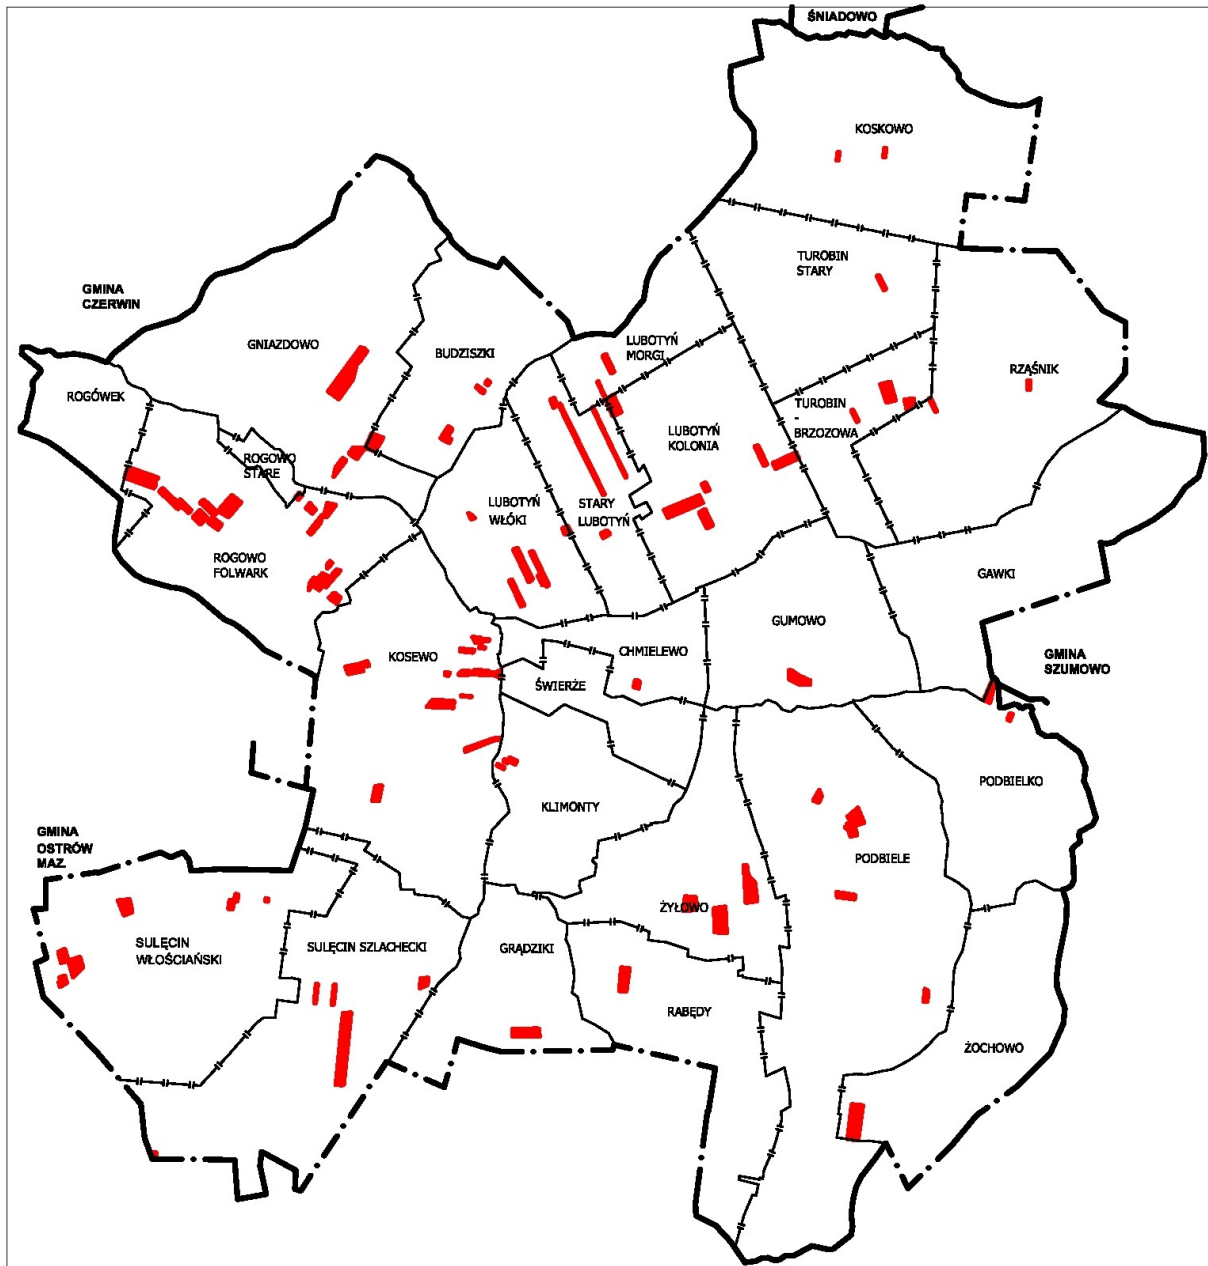 ŚNIADOWO
KOSKOWO
TUROBIN
STARY
GMINA
CZERWIN
GNIAZDOWO
BUDZISZKI
LUBOTYŃ
MORGI
RZĄŚNIK
ROGÓWEK
TUROBIN
-
BRZOZOWA
LUBOTYŃ
KOLONIA
ROGOWO
STARE
LUBOTYŃ
WŁÓKI
STARY
LUBOTYŃ
ROGOWO
FOLWARK
GAWKI
GUMOWO
CHMIELEWO
KOSEWO
GMINA
SZUMOWO
ŚWIERŻE
PODBIELKO
KLIMONTY
GMINA
OSTRÓW
MAZ.
PODBIELE
ŻYŁOWO
SULĘCIN
WŁOŚCIAŃSKI
SULĘCIN SZLACHECKI
GRĄDZIKI
RABĘDY
ŻOCHOWO